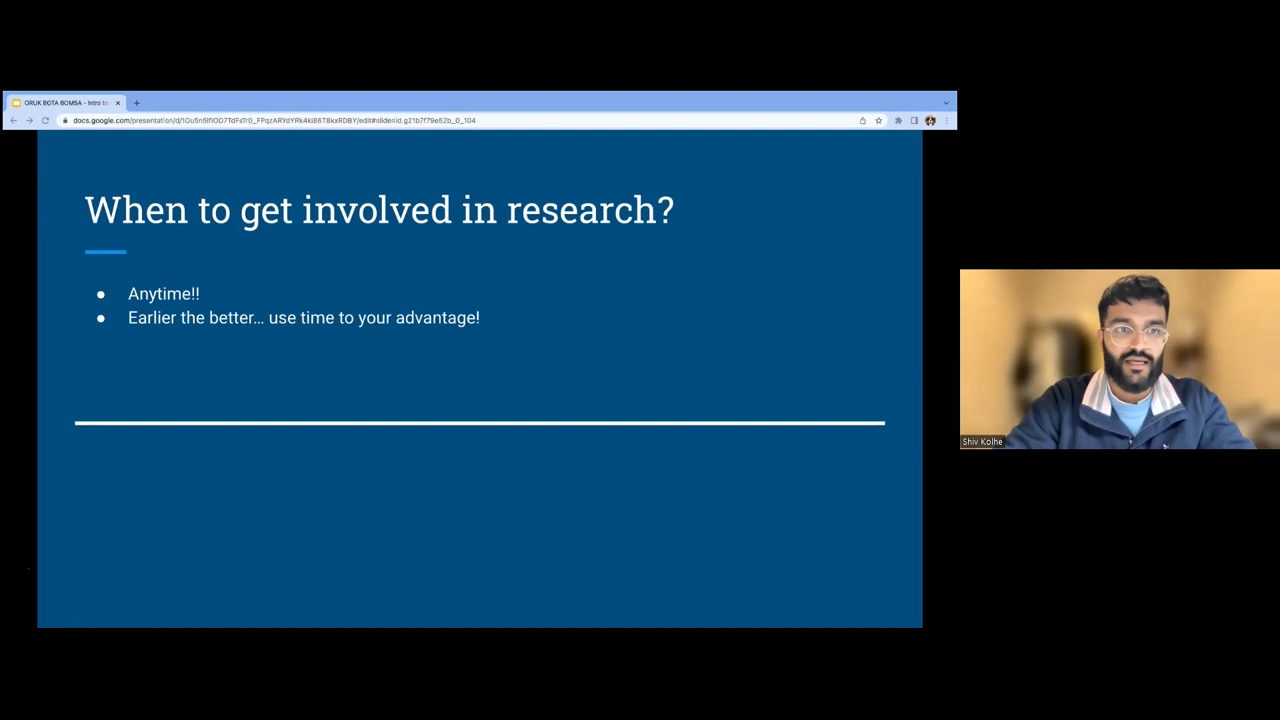 ORUK BOTA BOMSA - Intro to
docs.google.com/presentation/d/1Ou5n5IfIOD7TdFsTr0_FPqzARYdYRk4kI86T8kxRDBY/edit#slide=id.g21b7f79e52b_0_104
When to get involved in research?
● Anytime!!
● Earlier the better... use time to your advantage!
Shiv Kolhe